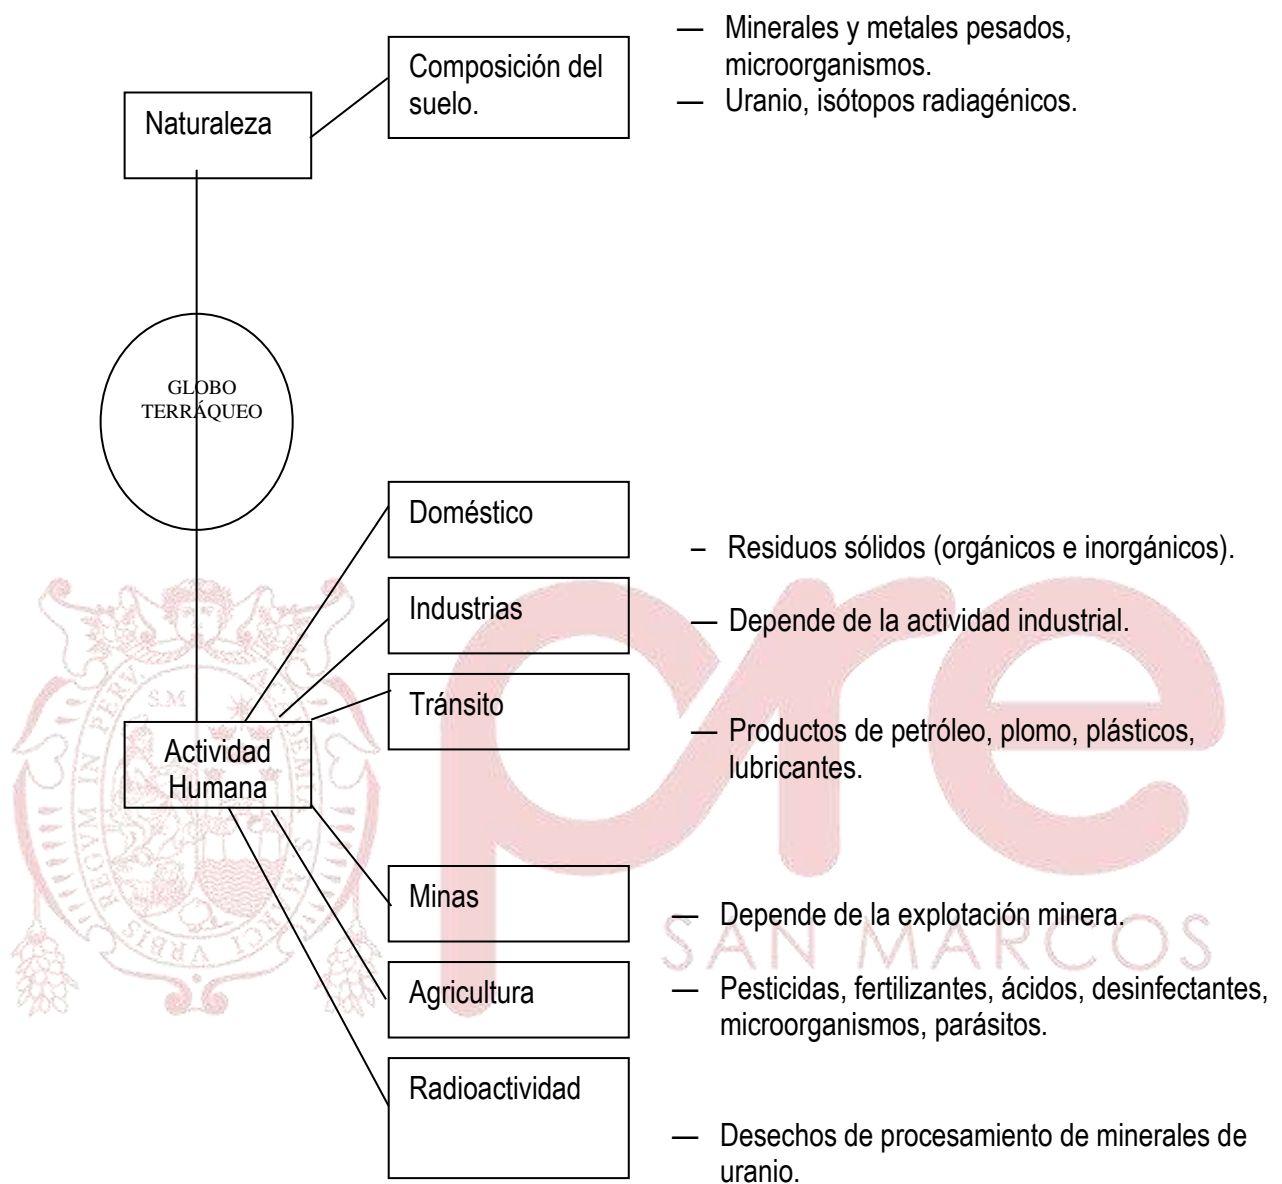 — Minerales y metales pesados,
microorganismos.
— Uranio, isótopos radiagénicos.
Composición del
suelo.
Naturaleza
GLOBO
TERRÁQUEO
Doméstico
– Residuos sólidos (orgánicos e inorgánicos).
Industrias
— Depende de la actividad industrial.
Tránsito
— Productos de petróleo, plomo, plásticos,
lubricantes.
Actividad
Humana
Minas
— Depende de la explotación minera.
Agricultura
— Pesticidas, fertilizantes, ácidos, desinfectantes,
microorganismos, parásitos.
Radioactividad
— Desechos de procesamiento de minerales de
uranio.
pre
SAN MARCOS
S.M